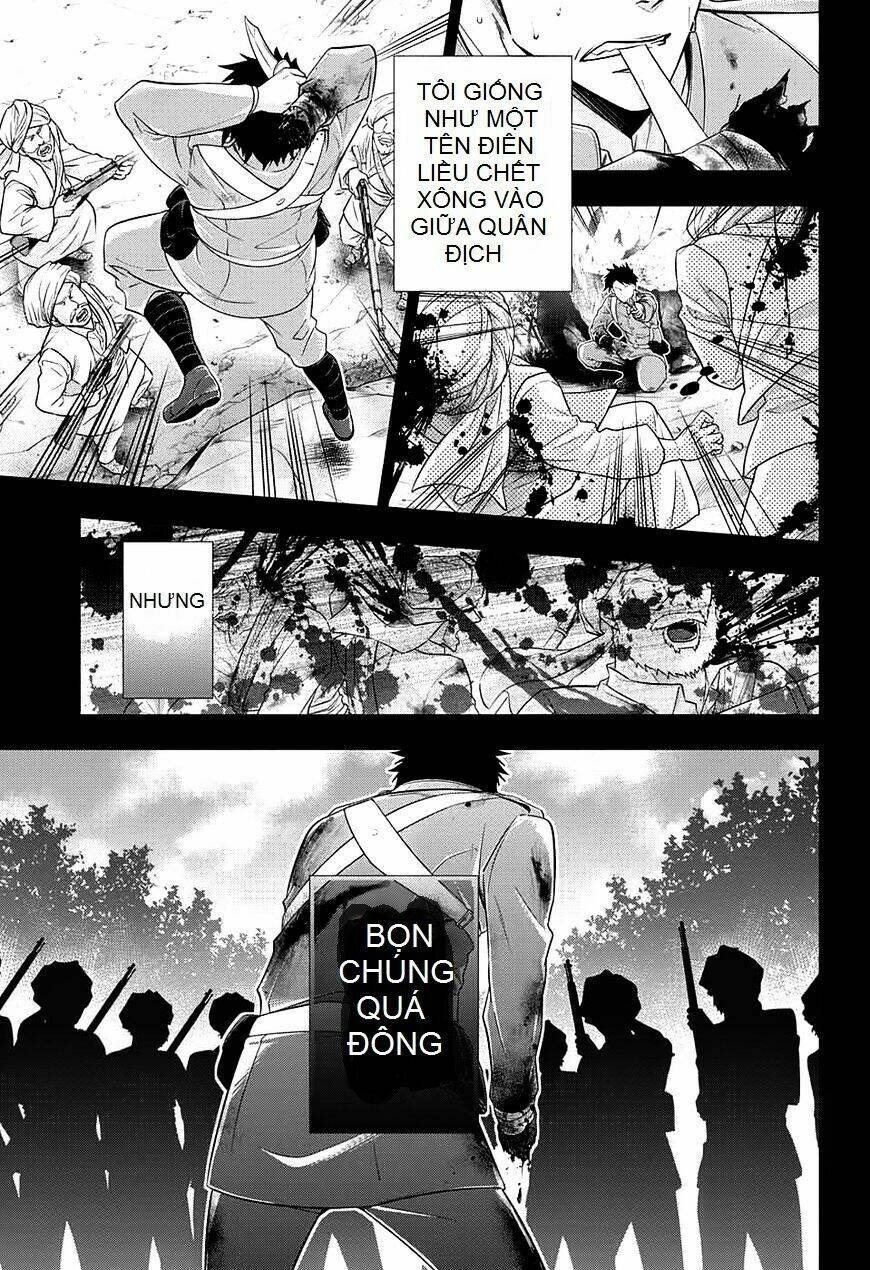 TÔI GIỐNG
NHƯ MỘT
TÊN ĐIÊN
LIỀU CHẾT
XÔNG VÀO
GIỮA QUÂN
ĐỊCH
NHƯNG
BỌN
CHÚNG
QUÁ
ĐÔNG